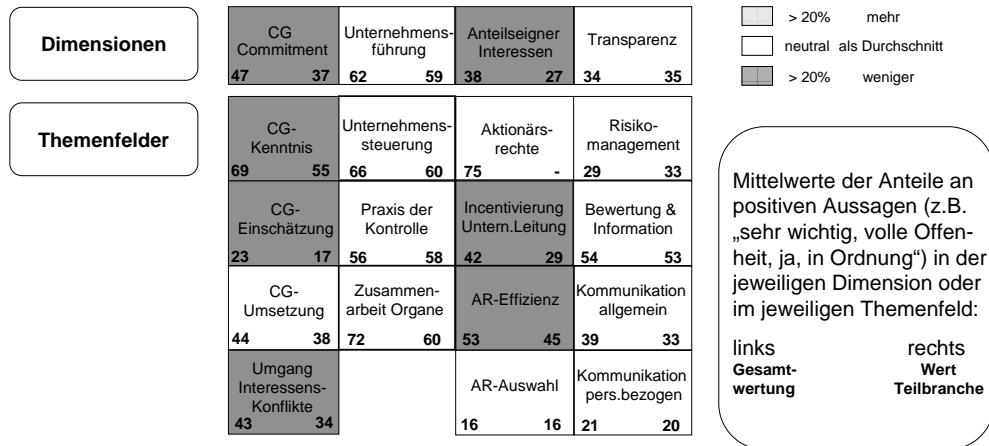 Dimensionen
CG
Commitment
47 37
Unternehmens-
führung
62 59
Anteilseigner
Interessen
38 27
Transparenz
34 35
> 20% mehr
neutral als Durchschnitt
> 20% weniger
Themenfelder
CG-
Kenntnis
69 55
Unternehmens-
steuerung
66 60
Aktionärs-
rechte
75 -
Risiko-
management
29 33
CG-
Einschätzung
23 17
Praxis der
Kontrolle
56 58
Incentivierung
Untern.Leitung
42 29
Bewertung &
Information
54 53
CG-
Umsetzung
44 38
Zusammen-
arbeit Organe
72 60
AR-Effizienz
53 45
Kommunikation
allgemein
39 33
Umgang
Interessens-
Konflikte
43 34
AR-Auswahl
16 16
Kommunikation
pers.bezogen
21 20
Mittelwerte der Anteile an
positiven Aussagen (z.B.
„sehr wichtig, volle Offen-
heit, ja, in Ordnung“) in der
jeweiligen Dimension oder
im jeweiligen Themenfeld:
links rechts
Gesamt- Wert
wertung Teilbranche